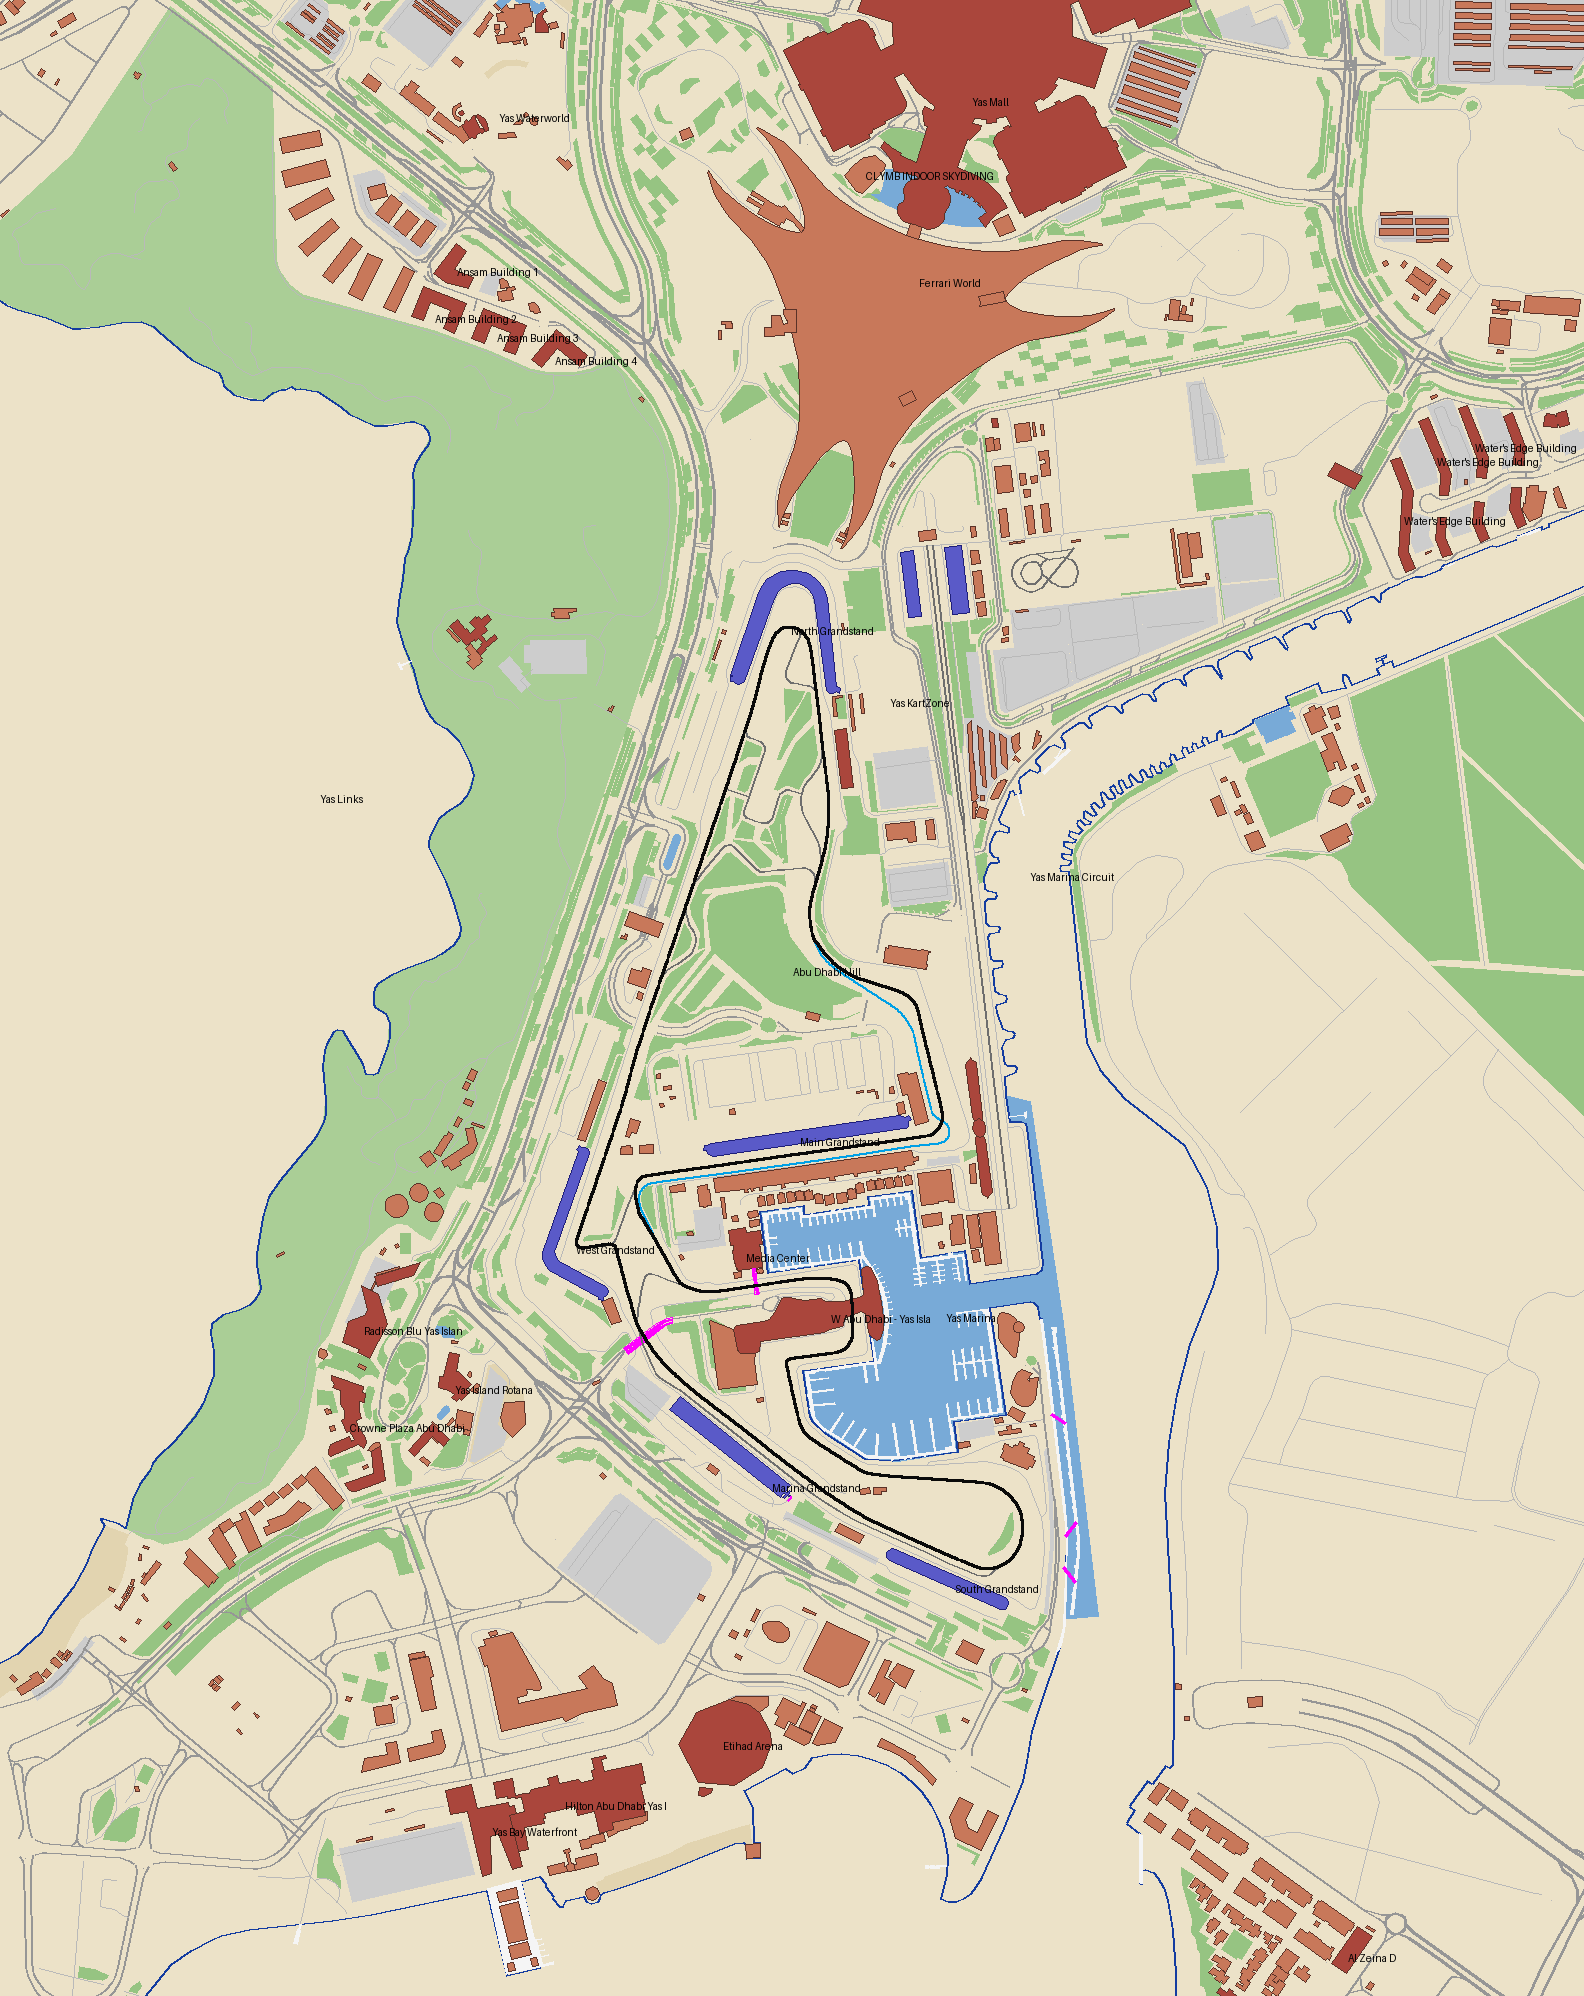 Yas Mall
Yas Waterworld
CLYMB INDOOR SKYDIVING
Ansam Building 1
Ferrari World
Ansam Building 2
Ansam Building 3
Ansam Building 4
Water's Edge Building
Water's Edge Building
Water's Edge Building
North Grandstand
Yas KartZone
Yas Links
Yas Marina Circuit
Abu Dhabi Hill
Main Grandstand
West Grandstand
Media Center
W Abu Dhabi - Yas Isla
Yas Marina
Radisson Blu Yas Islan
Yas Island Rotana
Crowne Plaza Abu Dhabi
Marina Grandstand
South Grandstand
Etihad Arena
Hilton Abu Dhabi Yas I
Yas Bay Waterfront
Al Zeina D